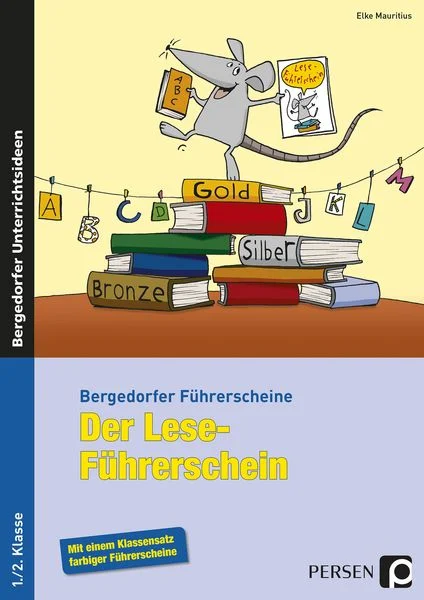 Elke Mauritius
Bergedorfer Unterrichtsideen
A
B
C
Lese-
Führerschein
Gold
Silber
Bronze
A
B
C
D
J
K
L
M
Bergedorfer Führerscheine
Der Lese-
Führerschein
1./2. Klasse
Mit einem Klassensatz
farbiger Führerscheine
PERSEN